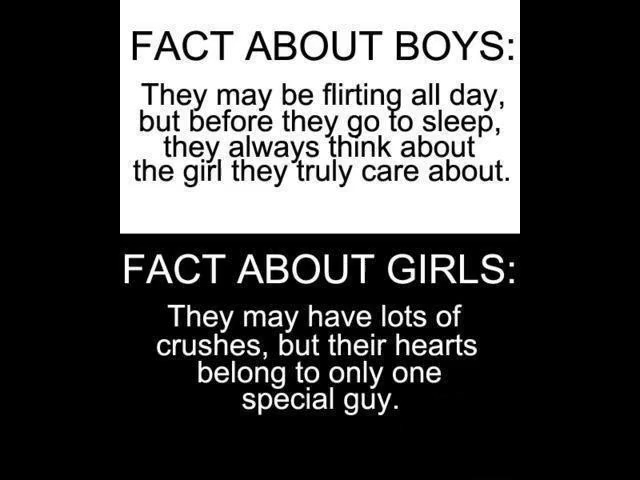 FACT ABOUT BOYS:
They may be flirting all day,
but before they go to sleep,
they always think about
the girl they truly care about.
FACT ABOUT GIRLS:
They may have lots of
crushes, but their hearts
belong to only one
special guy.